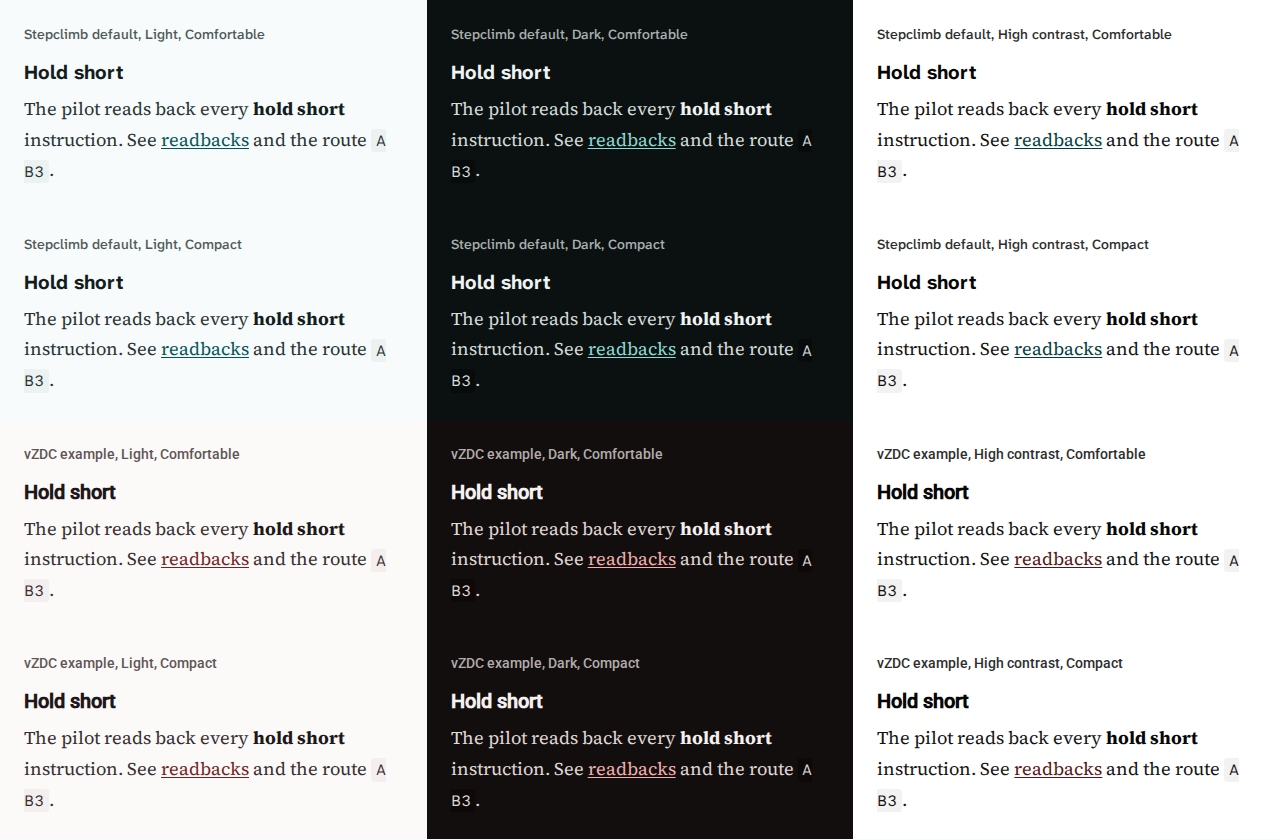 Stepclimb default, Light, Comfortable
Hold short
The pilot reads back every hold short
instruction. See readbacks and the route A
B3 .
Stepclimb default, Dark, Comfortable
Hold short
The pilot reads back every hold short
instruction. See readbacks and the route A
B3 .
Stepclimb default, High contrast, Comfortable
Hold short
The pilot reads back every hold short
instruction. See readbacks and the route A
B3 .
Stepclimb default, Light, Compact
Hold short
The pilot reads back every hold short
instruction. See readbacks and the route A
B3 .
Stepclimb default, Dark, Compact
Hold short
The pilot reads back every hold short
instruction. See readbacks and the route A
B3 .
Stepclimb default, High contrast, Compact
Hold short
The pilot reads back every hold short
instruction. See readbacks and the route A
B3 .
vZDC example, Light, Comfortable
Hold short
The pilot reads back every hold short
instruction. See readbacks and the route A
B3 .
vZDC example, Dark, Comfortable
Hold short
The pilot reads back every hold short
instruction. See readbacks and the route A
B3 .
vZDC example, High contrast, Comfortable
Hold short
The pilot reads back every hold short
instruction. See readbacks and the route A
B3 .
vZDC example, Light, Compact
Hold short
The pilot reads back every hold short
instruction. See readbacks and the route A
B3 .
vZDC example, Dark, Compact
Hold short
The pilot reads back every hold short
instruction. See readbacks and the route A
B3 .
vZDC example, High contrast, Compact
Hold short
The pilot reads back every hold short
instruction. See readbacks and the route A
B3 .